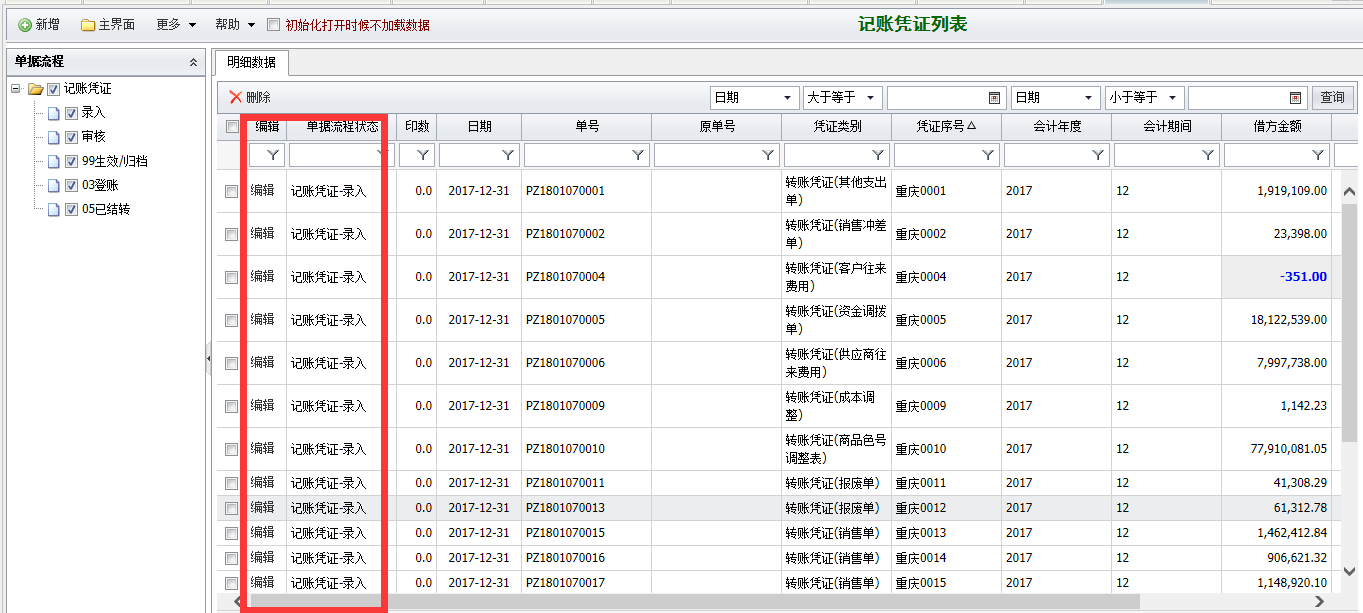 新增 主界面 更多 帮助 初始化打开时候不加载数据 记账凭证列表
单据流程 明细数据
记账凭证
录入
审核
99生效/归档
03登账
05已结转
删除 日期 大于等于 日期 小于等于 查询
编辑 单据流程状态 印数 日期 单号 原单号 凭证类别 凭证序号 会计年度 会计期间 借方金额
编辑 记账凭证-录入 0.0 2017-12-31 PZ1801070001 转账凭证(其他支出 重庆0001 2017 12 1,919,109.00
单)
编辑 记账凭证-录入 0.0 2017-12-31 PZ1801070002 转账凭证(销售冲差 重庆0002 2017 12 23,398.00
单)
编辑 记账凭证-录入 0.0 2017-12-31 PZ1801070004 转账凭证(客户往来 重庆0004 2017 12 -351.00
费用)
编辑 记账凭证-录入 0.0 2017-12-31 PZ1801070005 转账凭证(资金调拨 重庆0005 2017 12 18,122,539.00
单)
编辑 记账凭证-录入 0.0 2017-12-31 PZ1801070006 转账凭证(供应商往 重庆0006 2017 12 7,997,738.00
来费用)
编辑 记账凭证-录入 0.0 2017-12-31 PZ1801070009 转账凭证(成本调 重庆0009 2017 12 1,142.23
整)
编辑 记账凭证-录入 0.0 2017-12-31 PZ1801070010 转账凭证(商品色号 重庆0010 2017 12 77,910,081.05
调整表)
编辑 记账凭证-录入 0.0 2017-12-31 PZ1801070011 转账凭证(报废单) 重庆0011 2017 12 41,308.29
编辑 记账凭证-录入 0.0 2017-12-31 PZ1801070013 转账凭证(报废单) 重庆0012 2017 12 61,312.78
编辑 记账凭证-录入 0.0 2017-12-31 PZ1801070015 转账凭证(销售单) 重庆0013 2017 12 1,462,412.84
编辑 记账凭证-录入 0.0 2017-12-31 PZ1801070016 转账凭证(销售单) 重庆0014 2017 12 906,621.32
编辑 记账凭证-录入 0.0 2017-12-31 PZ1801070017 转账凭证(销售单) 重庆0015 2017 12 1,148,920.10